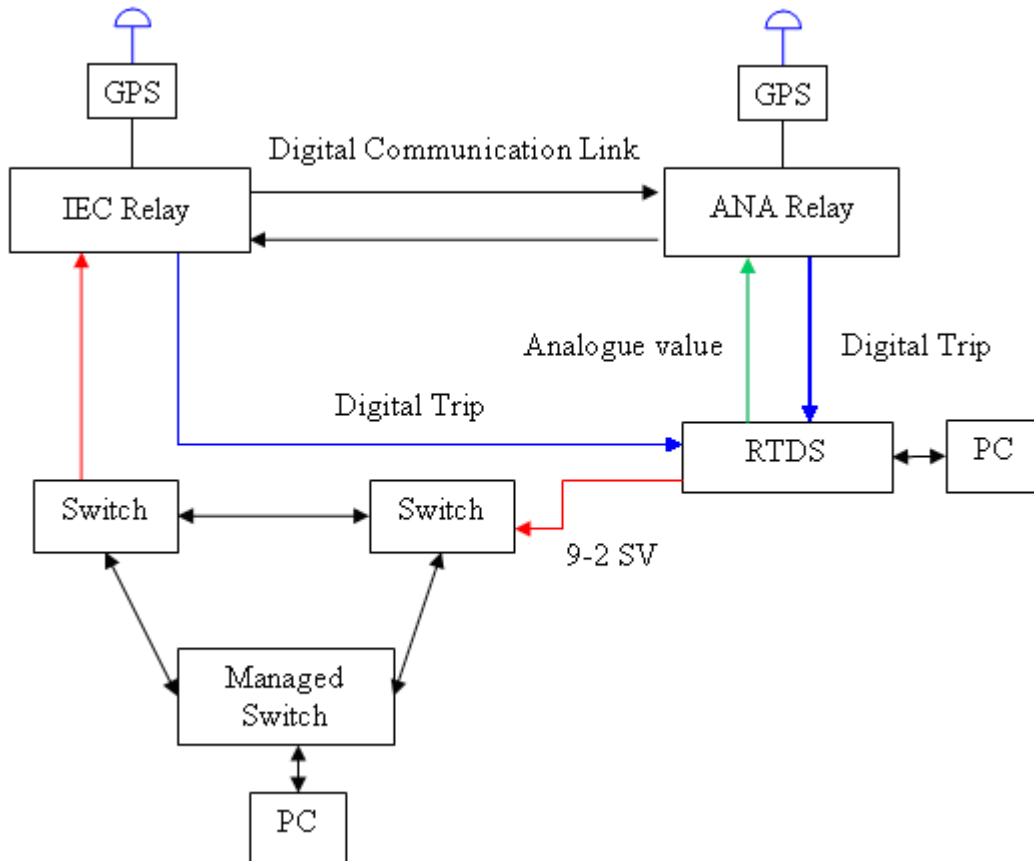 GPS
GPS
Digital Communication Link
IEC Relay
ANA Relay
Analogue value
Digital Trip
Digital Trip
RTDS
PC
Switch
Switch
9-2 SV
Managed
Switch
PC